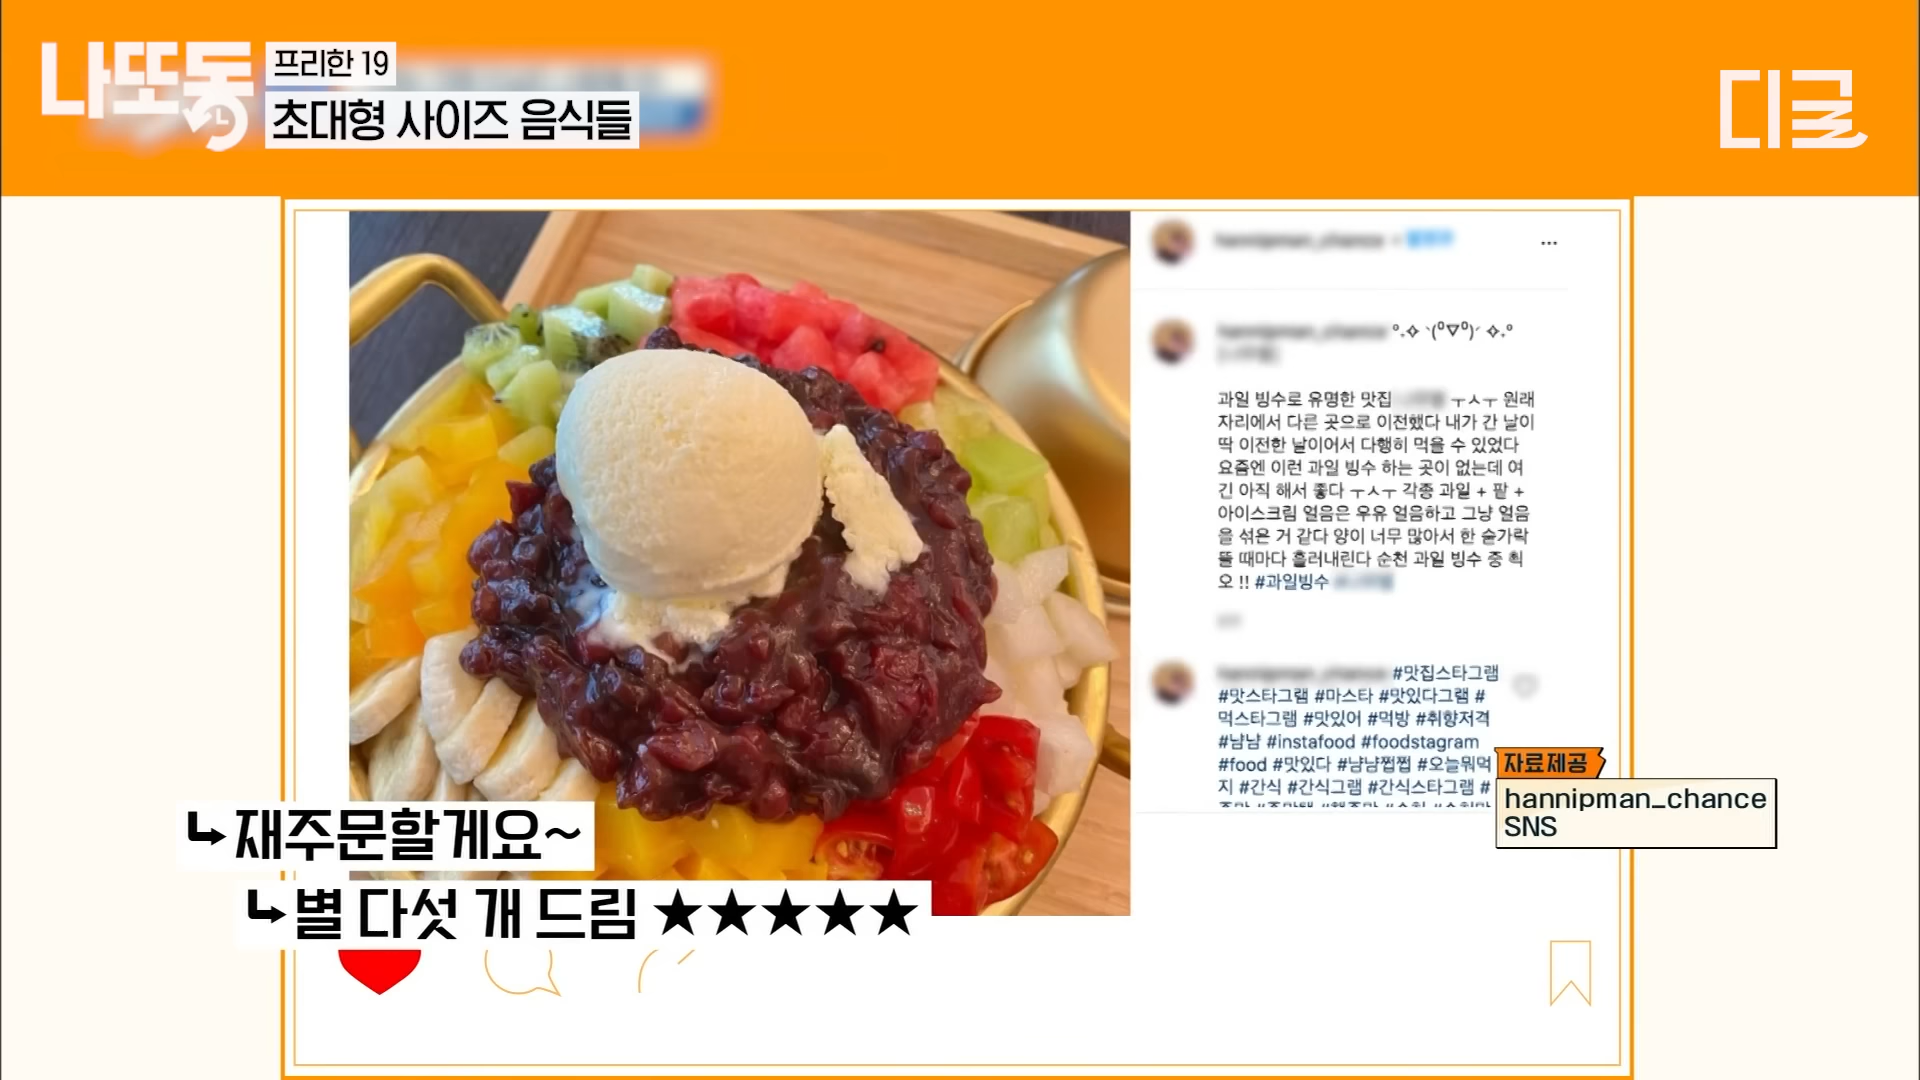 나또동
프리한 19
초대형 사이즈 음식들
디글
°˖✧ ˋ(⁰▽⁰)ˊ ✧˖°
과일 빙수로 유명한 맛집 ㅜㅅㅜ 원래
자리에서 다른 곳으로 이전했다 내가 간 날이
딱 이전한 날이어서 다행히 먹을 수 있었다
요즘엔 이런 과일 빙수 하는 곳이 없는데 여
긴 아직 해서 좋다 ㅜㅅㅜ 각종 과일 + 팥 +
아이스크림 얼음은 우유 얼음하고 그냥 얼음
을 섞은 거 같다 양이 너무 많아서 한 숟가락
뜰 때마다 흘러내린다 순천 과일 빙수 중 쵝
오 !! #과일빙수
#맛집스타그램
#맛스타그램 #마스타 #맛있다그램 #
먹스타그램 #맛있어 #먹방 #취향저격
#냠냠 #instafood #foodstagram
#food #맛있다 #냠냠쩝쩝 #오늘뭐먹
지 #간식 #간식그램 #간식스타그램 #
자료제공
hannipman_chance
SNS
재주문할게요~
별 다섯 개 드림 ★★★★★